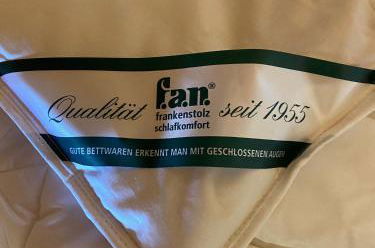 Qualität f.a.n.® seit 1955
frankenstolz
schlafkomfort
GUTE BETTWAREN ERKENNT MAN MIT GESCHLOSSENEN AUGEN